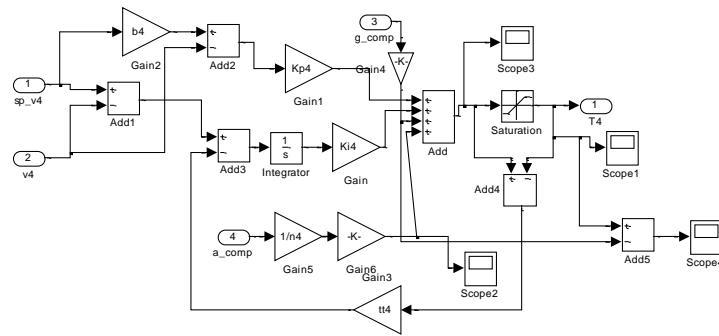 3
g_comp
b4
Gain2
Add2
-K-
Gain4
Scope3
1
sp_v4
Kp4
Gain1
Add1
Add
Saturation
1
T4
2
v4
Add3
1
s
Integrator
Ki4
Gain
Add4
Scope1
4
a_comp
1/n4
Gain5
-K-
Gain6
Gain3
Scope2
Add5
Scope4
tt4